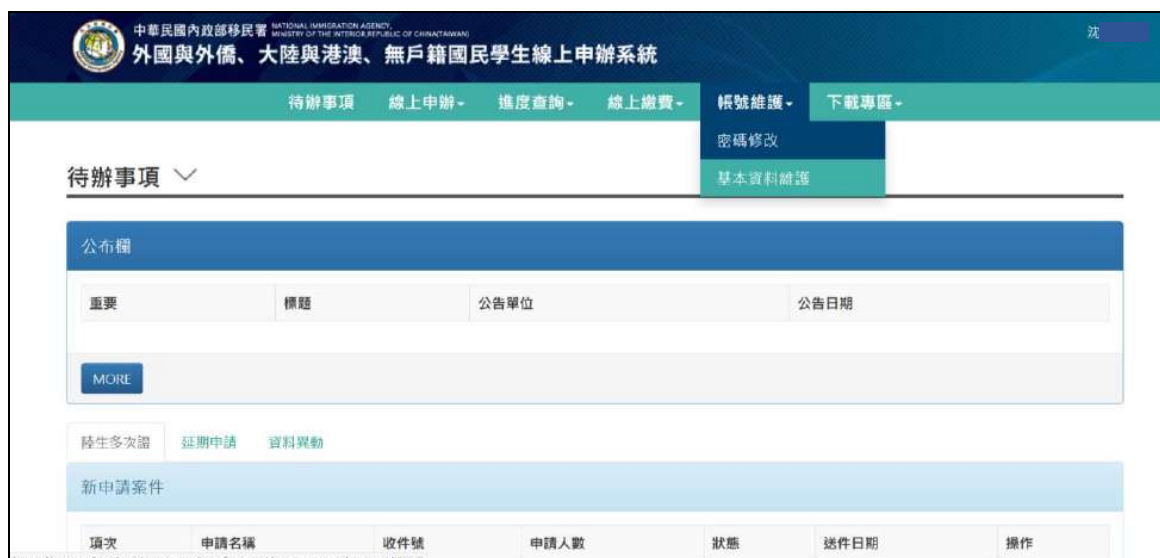 中華民國內政部移民署 NATIONAL IMMIGRATION AGENCY,
MINISTRY OF THE INTERIOR,REPUBLIC OF CHINA(TAIWAN)
外國與外僑、大陸與港澳、無戶籍國民學生線上申辦系統
沈
待辦事項 線上申辦 進度查詢 線上繳費 帳號維護 下載專區
密碼修改
基本資料維護
待辦事項
公布欄
重要 標題 公告單位 公告日期
MORE
陸生多次證 延期申請 資料異動
新申請案件
項次 申請名稱 收件號 申請人數 狀態 送件日期 操作